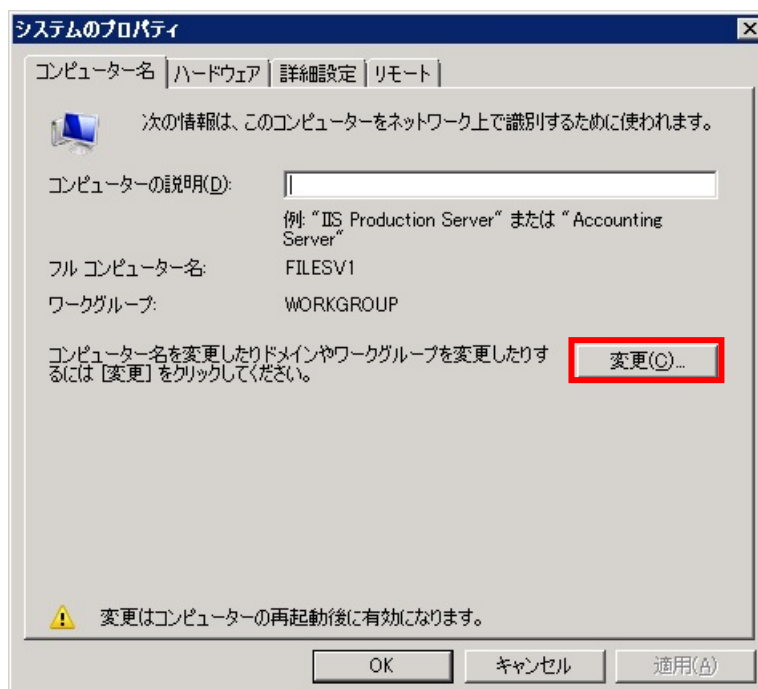 システムのプロパティ
コンピューター名 ハードウェア 詳細設定 リモート
次の情報は、このコンピューターをネットワーク上で識別するために使われます。
コンピューターの説明(D):
例: "IIS Production Server" または "Accounting
Server"
フル コンピューター名: FILESV1
ワークグループ: WORKGROUP
コンピューター名を変更したりドメインやワークグループを変更したりす
るには [変更] をクリックしてください。
変更(C)...
変更はコンピューターの再起動後に有効になります。
OK キャンセル 適用(A)